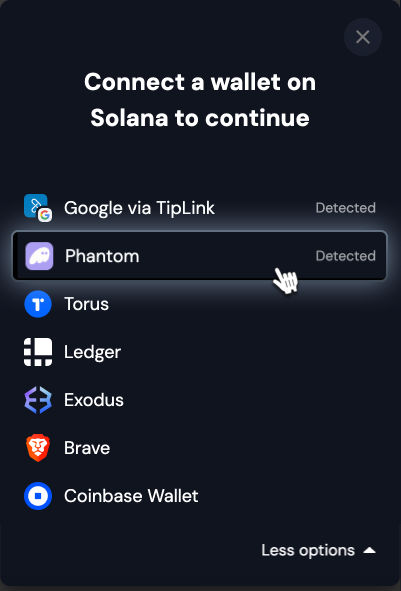 Connect a wallet on
Solana to continue
Google via TipLink Detected
Phantom Detected
Torus
Ledger
Exodus
Brave
Coinbase Wallet
Less options